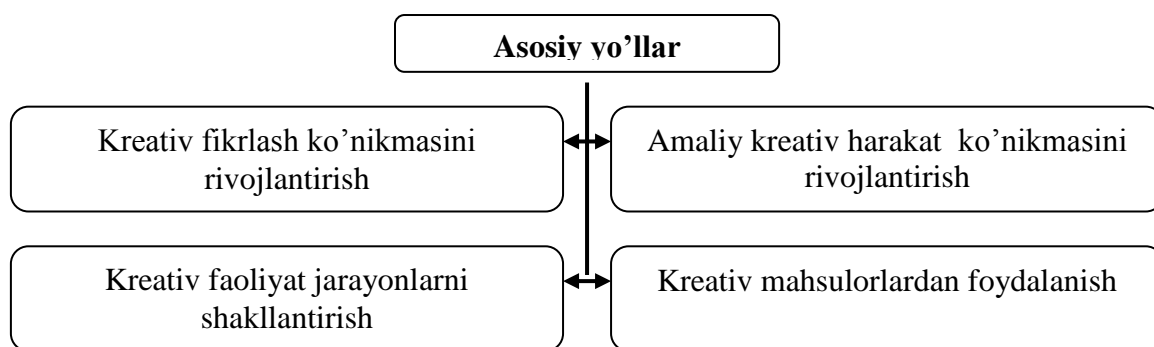 Asosiy yo’llar
Kreativ fikrlash ko’nikmasini
rivojlantirish
Amaliy kreativ harakat ko’nikmasini
rivojlantirish
Kreativ faoliyat jarayonlarni
shakllantirish
Kreativ mahsulorlardan foydalanish